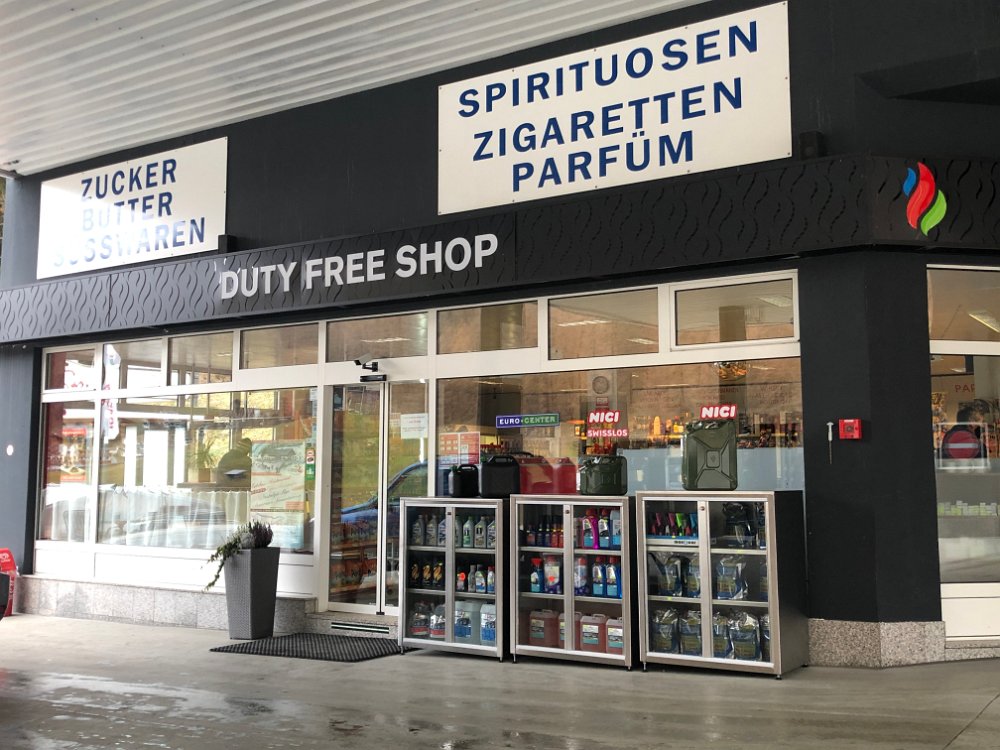 SPIRITUOSEN
ZIGARETTEN
PARFÜM
ZUCKER
BUTTER
SÜSSWAREN
DUTY FREE SHOP
EURO-CENTER
NICI
SWISSLOS
NICI